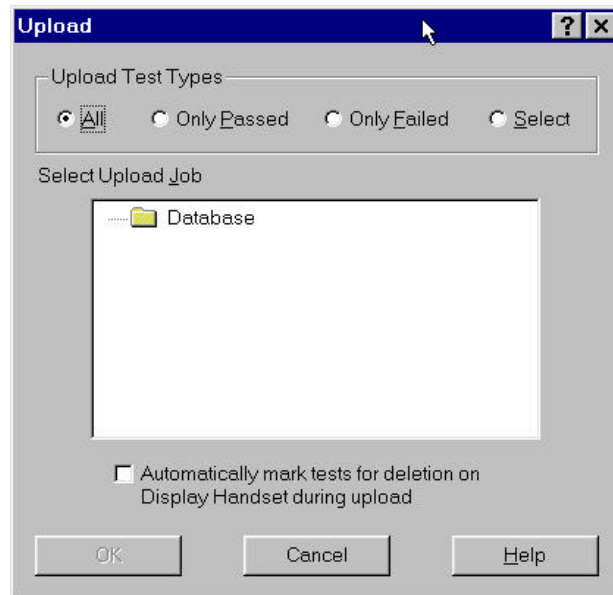 Upload
Upload Test Types
All Only Passed Only Failed Select
Select Upload Job
Database
Automatically mark tests for deletion on
Display Handset during upload
OK Cancel Help